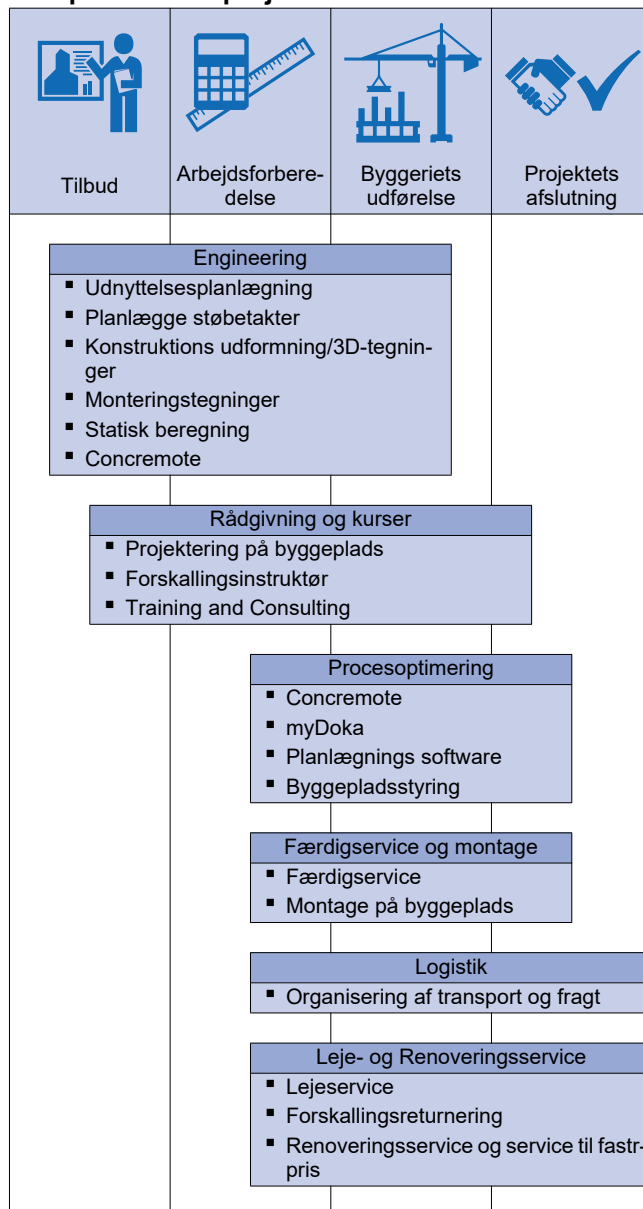 Tilbud
Arbejdsforbere-
delse
Byggeriets
udførelse
Projektets
afslutning
Engineering
▪ Udnyttelsesplanlægning
▪ Planlægge støbetakter
▪ Konstruktions udformning/3D-tegnin-
ger
▪ Monteringstegninger
▪ Statisk beregning
▪ Concremote
Rådgivning og kurser
▪ Projektering på byggeplads
▪ Forskallingsinstruktør
▪ Training and Consulting
Procesoptimering
▪ Concremote
▪ myDoka
▪ Planlægnings software
▪ Byggepladsstyring
Færdigservice og montage
▪ Færdigservice
▪ Montage på byggeplads
Logistik
▪ Organisering af transport og fragt
Leje- og Renoveringsservice
▪ Lejeservice
▪ Forskallingsreturnering
▪ Renoveringsservice og service til fastr-
pris